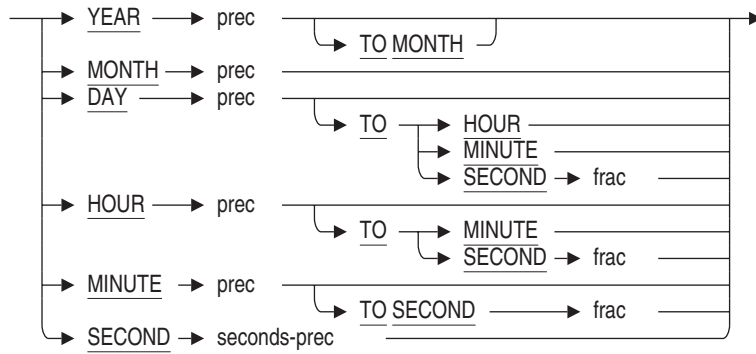 YEAR prec
TO MONTH
MONTH prec
DAY prec
TO HOUR
MINUTE
SECOND frac
HOUR prec
TO MINUTE
SECOND frac
MINUTE prec
TO SECOND frac
SECOND seconds-prec